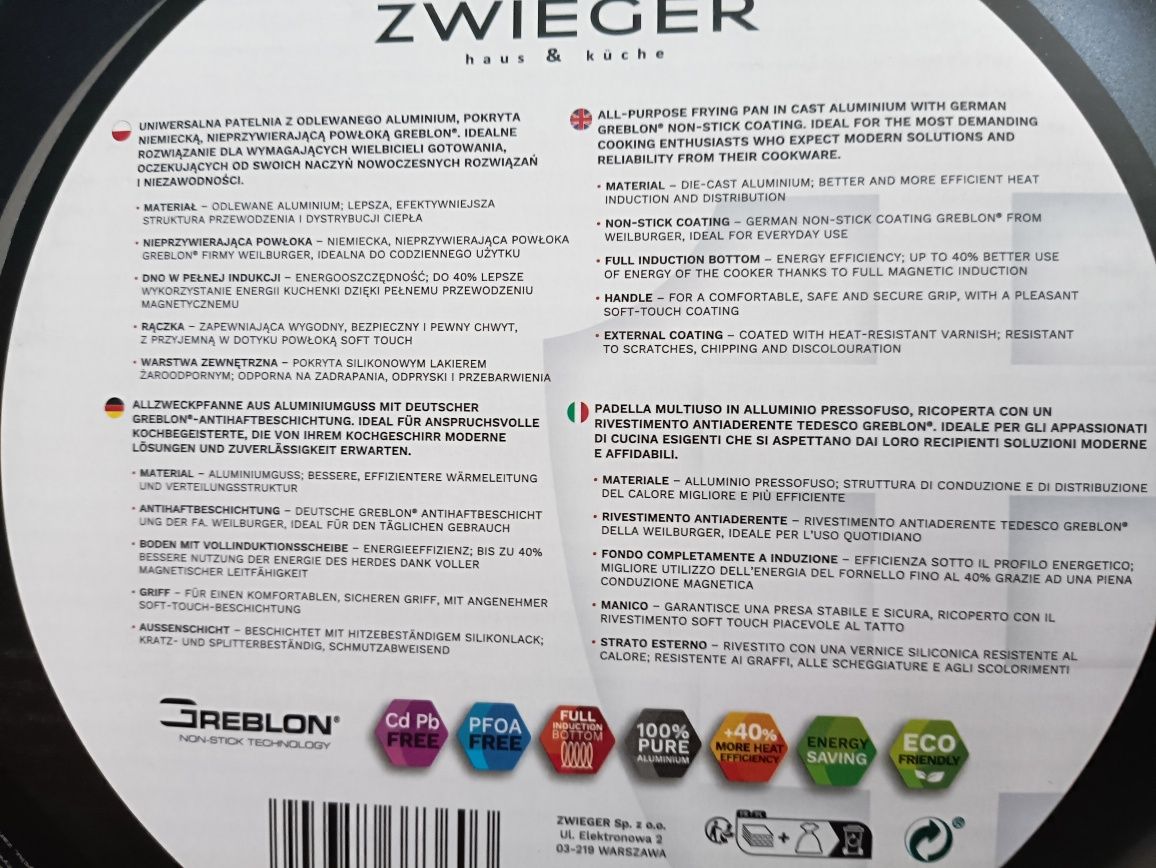 ZWIEGER
haus & küche
UNIWERSALNA PATELNIA Z ODLEWANEGO ALUMINIUM, POKRYTA
NIEMIECKĄ, NIEPRZYWIERAJĄCĄ POWŁOKĄ GREBLON®. IDEALNE
ROZWIĄZANIE DLA WYMAGAJĄCYCH WIELBICIELI GOTOWANIA,
OCZEKUJĄCYCH OD SWOICH NACZYŃ NOWOCZESNYCH ROZWIĄZAŃ
I NIEZAWODNOŚCI.
• MATERIAŁ – ODLEWANE ALUMINIUM; LEPSZA, EFEKTYWNIEJSZA
STRUKTURA PRZEWODZENIA I DYSTRYBUCJI CIEPŁA
• NIEPRZYWIERAJĄCA POWŁOKA – NIEMIECKA, NIEPRZYWIERAJĄCA POWŁOKA
GREBLON® FIRMY WEILBURGER, IDEALNA DO CODZIENNEGO UŻYTKU
• DNO W PEŁNEJ INDUKCJI – ENERGOOSZCZĘDNOŚĆ; DO 40% LEPSZE
WYKORZYSTANIE ENERGII KUCHENKI DZIĘKI PEŁNEMU PRZEWODZENIU
MAGNETYCZNEMU
• RĄCZKA – ZAPEWNIAJĄCA WYGODNY, BEZPIECZNY I PEWNY CHWYT,
Z PRZYJEMNĄ W DOTYKU POWŁOKĄ SOFT TOUCH
• WARSTWA ZEWNĘTRZNA – POKRYTA SILIKONOWYM LAKIEREM
ŻAROODPORNYM; ODPORNA NA ZADRAPANIA, ODPRYSKI I PRZEBARWIENIA
ALL-PURPOSE FRYING PAN IN CAST ALUMINIUM WITH GERMAN
GREBLON® NON-STICK COATING. IDEAL FOR THE MOST DEMANDING
COOKING ENTHUSIASTS WHO EXPECT MODERN SOLUTIONS AND
RELIABILITY FROM THEIR COOKWARE.
• MATERIAL – DIE-CAST ALUMINIUM; BETTER AND MORE EFFICIENT HEAT
INDUCTION AND DISTRIBUTION
• NON-STICK COATING – GERMAN NON-STICK COATING GREBLON® FROM
WEILBURGER, IDEAL FOR EVERYDAY USE
• FULL INDUCTION BOTTOM – ENERGY EFFICIENCY; UP TO 40% BETTER USE
OF ENERGY OF THE COOKER THANKS TO FULL MAGNETIC INDUCTION
• HANDLE – FOR A COMFORTABLE, SAFE AND SECURE GRIP, WITH A PLEASANT
SOFT-TOUCH COATING
• EXTERNAL COATING – COATED WITH HEAT-RESISTANT VARNISH; RESISTANT
TO SCRATCHES, CHIPPING AND DISCOLOURATION
ALLZWECKPFANNE AUS ALUMINIUMGUSS MIT DEUTSCHER
GREBLON®-ANTIHAFTBESCHICHTUNG. IDEAL FÜR ANSPRUCHSVOLLE
KOCHBEGEISTERTE, DIE VON IHREM KOCHGESCHIRR MODERNE
LÖSUNGEN UND ZUVERLÄSSIGKEIT ERWARTEN.
• MATERIAL – ALUMINIUMGUSS; BESSERE, EFFIZIENTERE WÄRMELEITUNG
UND VERTEILUNGSSTRUKTUR
• ANTIHAFTBESCHICHTUNG – DEUTSCHE GREBLON® ANTIHAFTBESCHICHT
UNG DER FA. WEILBURGER, IDEAL FÜR DEN TÄGLICHEN GEBRAUCH
• BODEN MIT VOLLINDUKTIONSSCHEIBE – ENERGIEEFFIZIENZ; BIS ZU 40%
BESSERE NUTZUNG DER ENERGIE DES HERDES DANK VOLLER
MAGNETISCHER LEITFÄHIGKEIT
• GRIFF – FÜR EINEN KOMFORTABLEN, SICHEREN GRIFF, MIT ANGENEHMER
SOFT-TOUCH-BESCHICHTUNG
• AUSSENSCHICHT – BESCHICHTET MIT HITZEBESTÄNDIGEM SILIKONLACK;
KRATZ- UND SPLITTERBESTÄNDIG, SCHMUTZABWEISEND
PADELLA MULTIUSO IN ALLUMINIO PRESSOFUSO, RICOPERTA CON UN
RIVESTIMENTO ANTIADERENTE TEDESCO GREBLON®. IDEALE PER GLI APPASSIONATI
DI CUCINA ESIGENTI CHE SI ASPETTANO DAI LORO RECIPIENTI SOLUZIONI MODERNE
E AFFIDABILI.
• MATERIALE – ALLUMINIO PRESSOFUSO; STRUTTURA DI CONDUZIONE E DI DISTRIBUZIONE
DEL CALORE MIGLIORE E PIÙ EFFICIENTE
• RIVESTIMENTO ANTIADERENTE – RIVESTIMENTO ANTIADERENTE TEDESCO GREBLON®
DELLA WEILBURGER, IDEALE PER L'USO QUOTIDIANO
• FONDO COMPLETAMENTE A INDUZIONE – EFFICIENZA SOTTO IL PROFILO ENERGETICO;
MIGLIORE UTILIZZO DELL'ENERGIA DEL FORNELLO FINO AL 40% GRAZIE AD UNA PIENA
CONDUZIONE MAGNETICA
• MANICO – GARANTISCE UNA PRESA STABILE E SICURA, RICOPERTO CON IL
RIVESTIMENTO SOFT TOUCH PIACEVOLE AL TATTO
• STRATO ESTERNO – RIVESTITO CON UNA VERNICE SILICONICA RESISTENTE AL
CALORE; RESISTENTE AI GRAFFI, ALLE SCHEGGIATURE E AGLI SCOLORIMENTI
GREBLON®
NON-STICK TECHNOLOGY
Cd Pb
FREE
PFOA
FREE
FULL
INDUCTION
BOTTOM
100%
PURE
ALUMINIUM
+40%
MORE HEAT
EFFICIENCY
ENERGY
SAVING
ECO
FRIENDLY
ZWIEGER Sp. z o.o.
Ul. Elektronowa 2
03-219 WARSZAWA